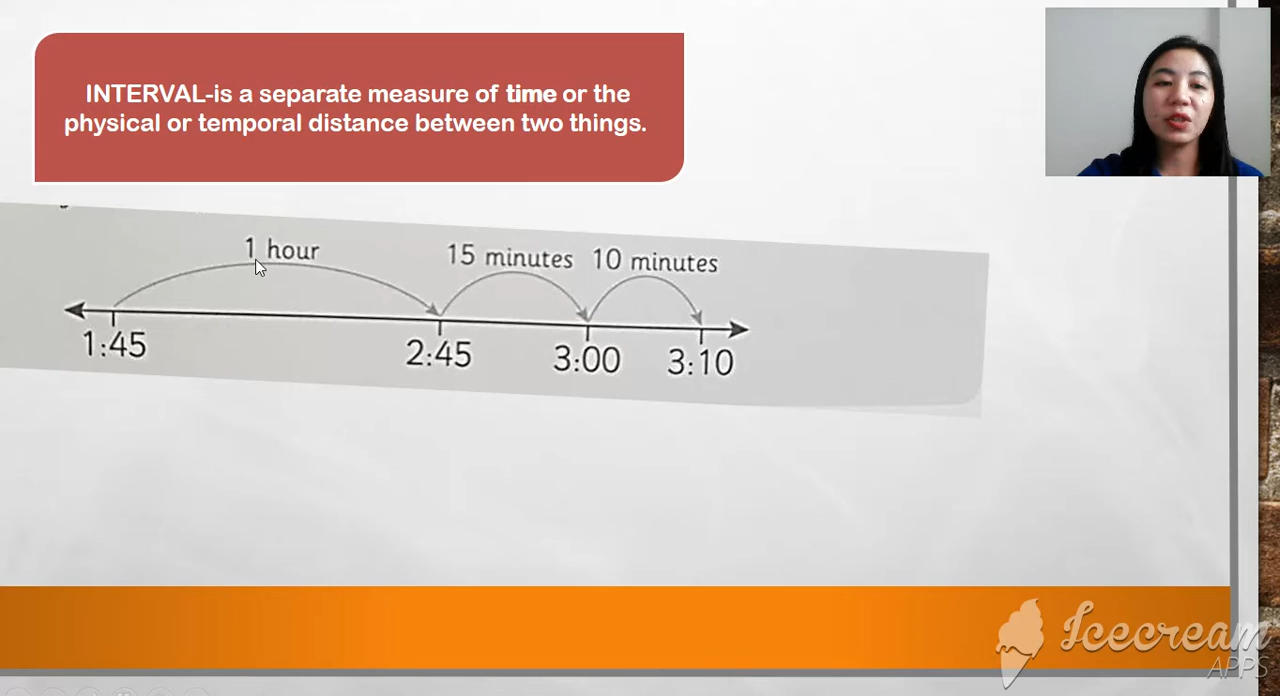 INTERVAL-is a separate measure of time or the
physical or temporal distance between two things.
1 hour
15 minutes
10 minutes
1:45
2:45
3:00
3:10
Icecream
APPS